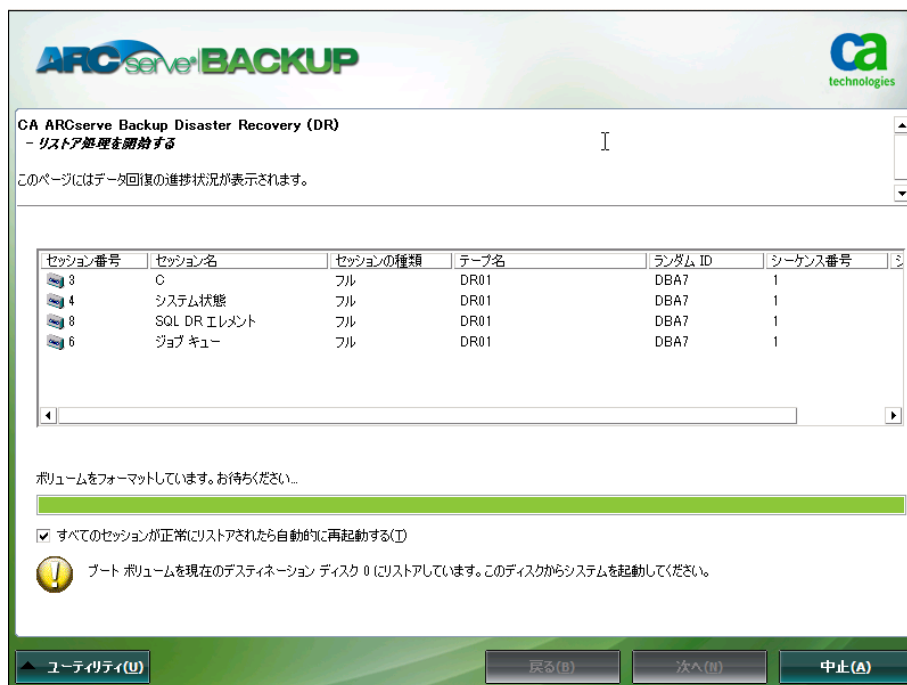 ARCserve® BACKUP
ca
technologies
CA ARCserve Backup Disaster Recovery (DR)
- リストア処理を開始する
このページにはデータ回復の進捗状況が表示されます。
セッション番号 セッション名 セッションの種類 テープ名 ランダム ID シーケンス番号 シ
3 C フル DR01 DBA7 1
4 システム状態 フル DR01 DBA7 1
8 SQL DR エレメント フル DR01 DBA7 1
6 ジョブ キュー フル DR01 DBA7 1
ボリュームをフォーマットしています。お待ちください...
すべてのセッションが正常にリストアされたら自動的に再起動する(T)
ブート ボリュームを現在のデスティネーション ディスク 0 にリストアしています。このディスクからシステムを起動してください。
ユーティリティ(U) 戻る(B) 次へ(N) 中止(A)